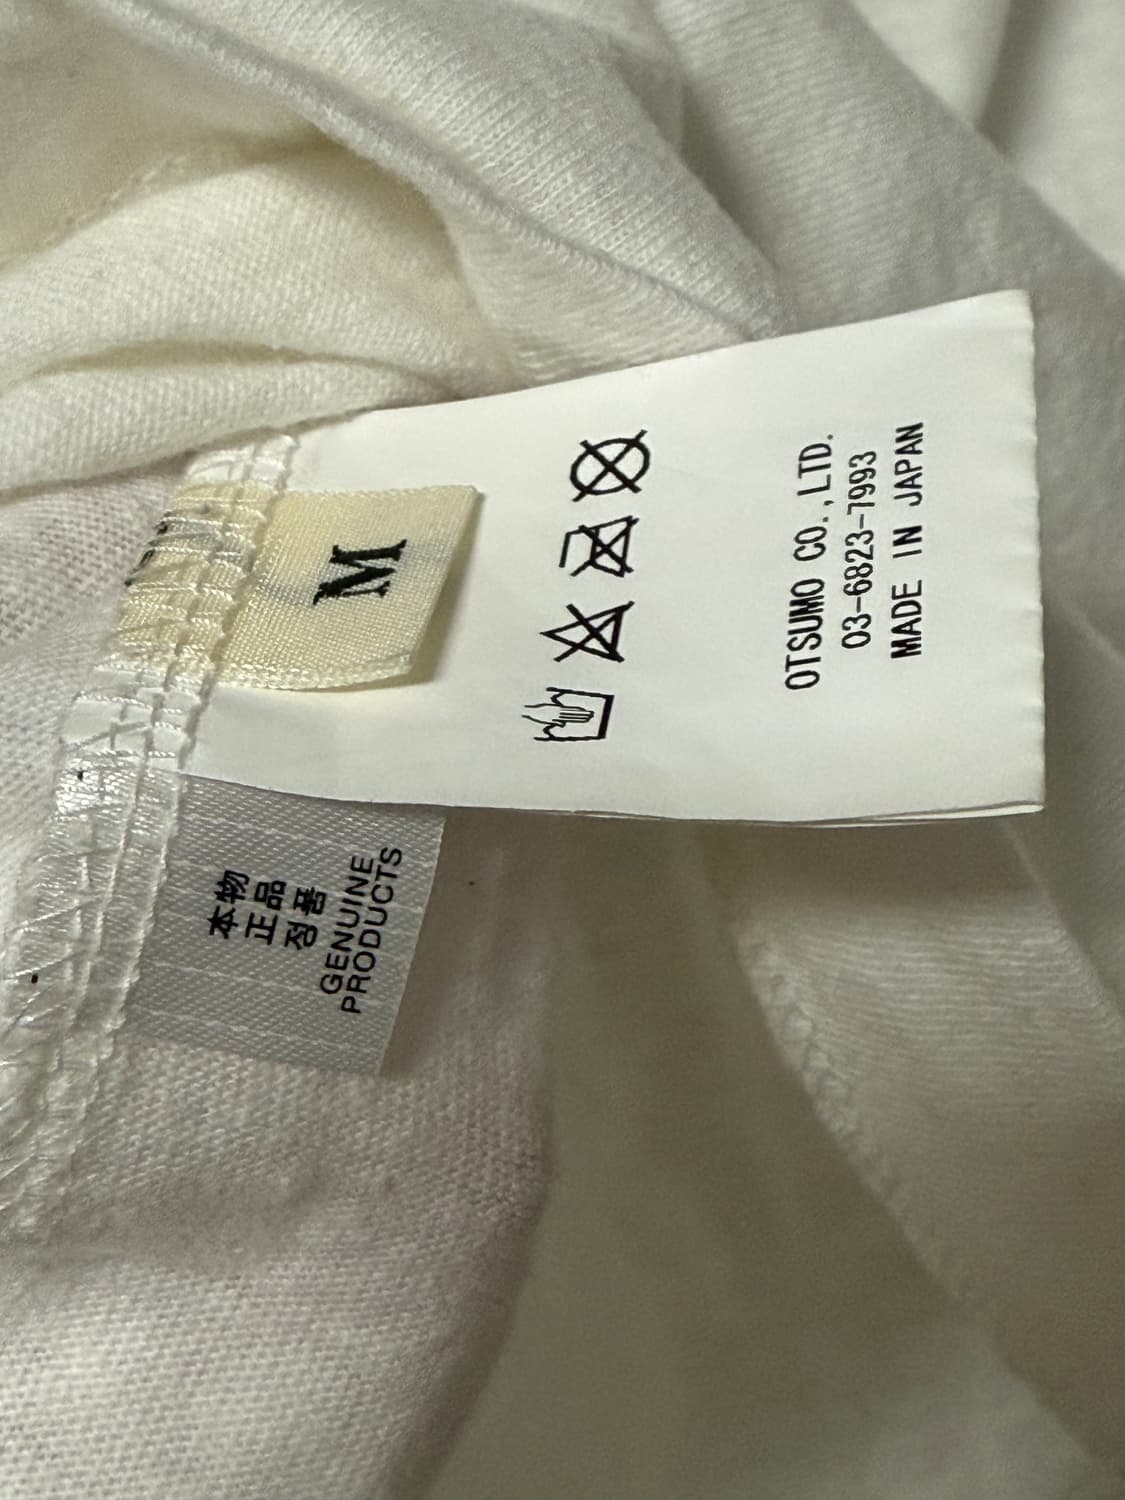 M
OTSUMO CO.,LTD.
03-6823-7993
MADE IN JAPAN
本物
正品
정품
GENUINE
PRODUCTS